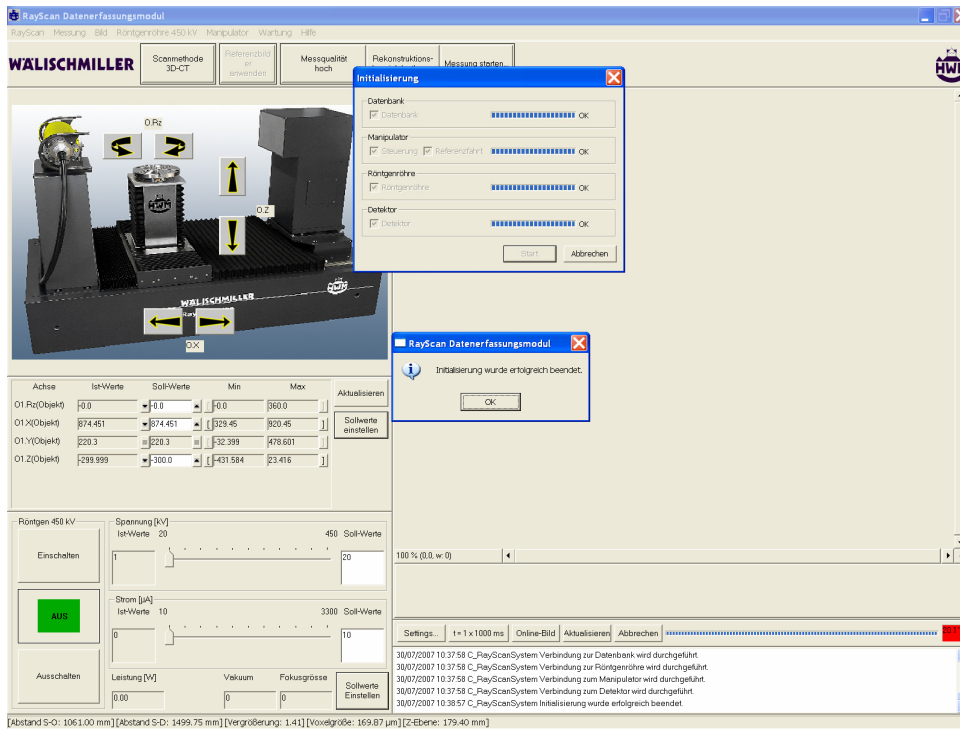 RayScan Datenerfassungsmodul
RayScan Messung Bild Röntgenröhre 450 kV Manipulator Wartung Hilfe
WÄLISCHMILLER
Scanmethode
3D-CT
Referenzbild
er
anwenden
Messqualität
hoch
Rekonstruktions-
Messung starten...
HWM
Initialisierung
Datenbank
Datenbank OK
Manipulator
Steuerung Referenzfahrt OK
Röntgenröhre
Röntgenröhre OK
Detektor
Detektor OK
Start Abbrechen
O.Rz
O.Z
HWM
WÄLISCHMILLER
HWM
Ray
O.X
RayScan Datenerfassungsmodul
Initialisierung wurde erfolgreich beendet.
OK
Achse Ist-Werte Soll-Werte Min Max
Aktualisieren
O1.Rz(Objekt) -0.0 -0.0 [ -0.0 360.0 ]
O1.X(Objekt) 874.451 874.451 [ 329.45 920.45 ]
Sollwerte
einstellen
O1.Y(Objekt) 220.3 220.3 [ -32.399 478.601 ]
O1.Z(Objekt) -299.999 -300.0 [ -431.584 23.416 ]
Röntgen 450 kV
Einschalten
AUS
Ausschalten
Spannung [kV]
Ist-Werte 20 450 Soll-Werte
1 20
Strom [µA]
Ist-Werte 10 3300 Soll-Werte
0 10
Leistung [W] Vakuum Fokusgrösse
0.00 0 0
Sollwerte
Einstellen
100 % (0,0, w: 0)
Settings... t = 1 x 1000 ms Online-Bild Aktualisieren Abbrechen
30/07/2007 10:37:58 C_RayScanSystem Verbindung zur Datenbank wird durchgeführt.
30/07/2007 10:37:58 C_RayScanSystem Verbindung zur Röntgenröhre wird durchgeführt.
30/07/2007 10:37:58 C_RayScanSystem Verbindung zum Manipulator wird durchgeführt.
30/07/2007 10:37:58 C_RayScanSystem Verbindung zum Detektor wird durchgeführt.
30/07/2007 10:38:57 C_RayScanSystem Initialisierung wurde erfolgreich beendet.
[Abstand S-O: 1061.00 mm] [Abstand S-D: 1499.75 mm] [Vergrößerung: 1.41] [Voxelgröße: 169.87 µm] [Z-Ebene: 179.40 mm]